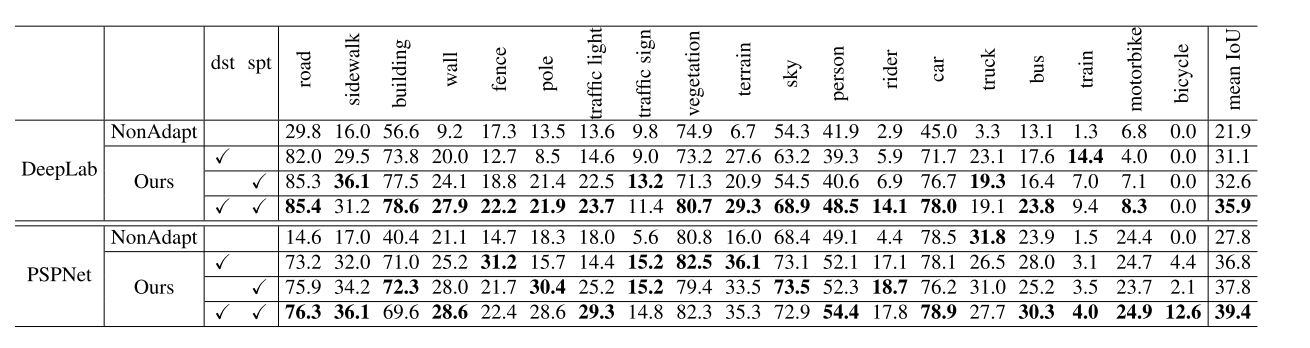 dst spt road sidewalk building wall fence pole traffic light traffic sign vegetation terrain sky person rider car truck bus train motorbike bicycle mean IoU
DeepLab
NonAdapt 29.8 16.0 56.6 9.2 17.3 13.5 13.6 9.8 74.9 6.7 54.3 41.9 2.9 45.0 3.3 13.1 1.3 6.8 0.0 21.9
Ours
✓ 82.0 29.5 73.8 20.0 12.7 8.5 14.6 9.0 73.2 27.6 63.2 39.3 5.9 71.7 23.1 17.6 14.4 4.0 0.0 31.1
✓ 85.3 36.1 77.5 24.1 18.8 21.4 22.5 13.2 71.3 20.9 54.5 40.6 6.9 76.7 19.3 16.4 7.0 7.1 0.0 32.6
✓ ✓ 85.4 31.2 78.6 27.9 22.2 21.9 23.7 11.4 80.7 29.3 68.9 48.5 14.1 78.0 19.1 23.8 9.4 8.3 0.0 35.9
PSPNet
NonAdapt 14.6 17.0 40.4 21.1 14.7 18.3 18.0 5.6 80.8 16.0 68.4 49.1 4.4 78.5 31.8 23.9 1.5 24.4 0.0 27.8
Ours
✓ 73.2 32.0 71.0 25.2 31.2 15.7 14.4 15.2 82.5 36.1 73.1 52.1 17.1 78.1 26.5 28.0 3.1 24.7 4.4 36.8
✓ 75.9 34.2 72.3 28.0 21.7 30.4 25.2 15.2 79.4 33.5 73.5 52.3 18.7 76.2 31.0 25.2 3.5 23.7 2.1 37.8
✓ ✓ 76.3 36.1 69.6 28.6 22.4 28.6 29.3 14.8 82.3 35.3 72.9 54.4 17.8 78.9 27.7 30.3 4.0 24.9 12.6 39.4